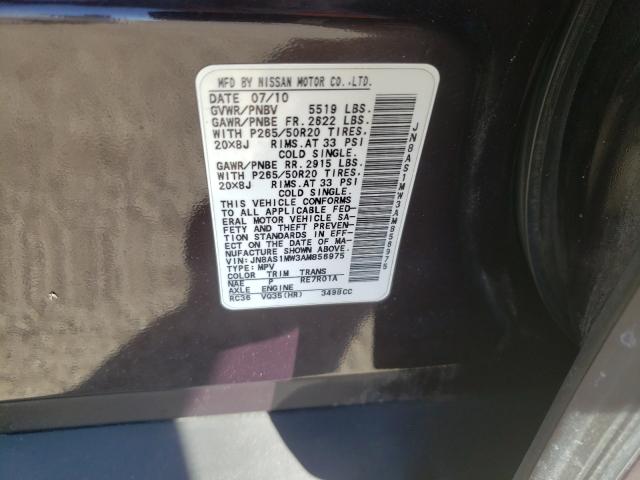 MFD BY NISSAN MOTOR CO.,LTD.
DATE 07/10
GVWR/PNBV 5519 LBS.
GAWR/PNBE FR. 2622 LBS.
WITH P265/50R20 TIRES.
20X8J RIMS.AT 33 PSI
COLD SINGLE.
GAWR/PNBE RR. 2915 LBS.
WITH P265/50R20 TIRES.
20X8J RIMS.AT 33 PSI
COLD SINGLE.
THIS VEHICLE CONFORMS
TO ALL APPLICABLE FED-
ERAL MOTOR VEHICLE SA-
FETY AND THEFT PREVEN-
TION STANDARDS IN EFF-
ECT ON THE DATE OF MA-
NUFACTURE SHOWN ABOVE.
VIN: JN8AS1MW3AM856975
TYPE: MPV
COLOR TRIM TRANS
NAE P RE7R01A
AXLE ENGINE
RC36 VQ35(HR) 3498CC
JN8AS1MW3AM856975